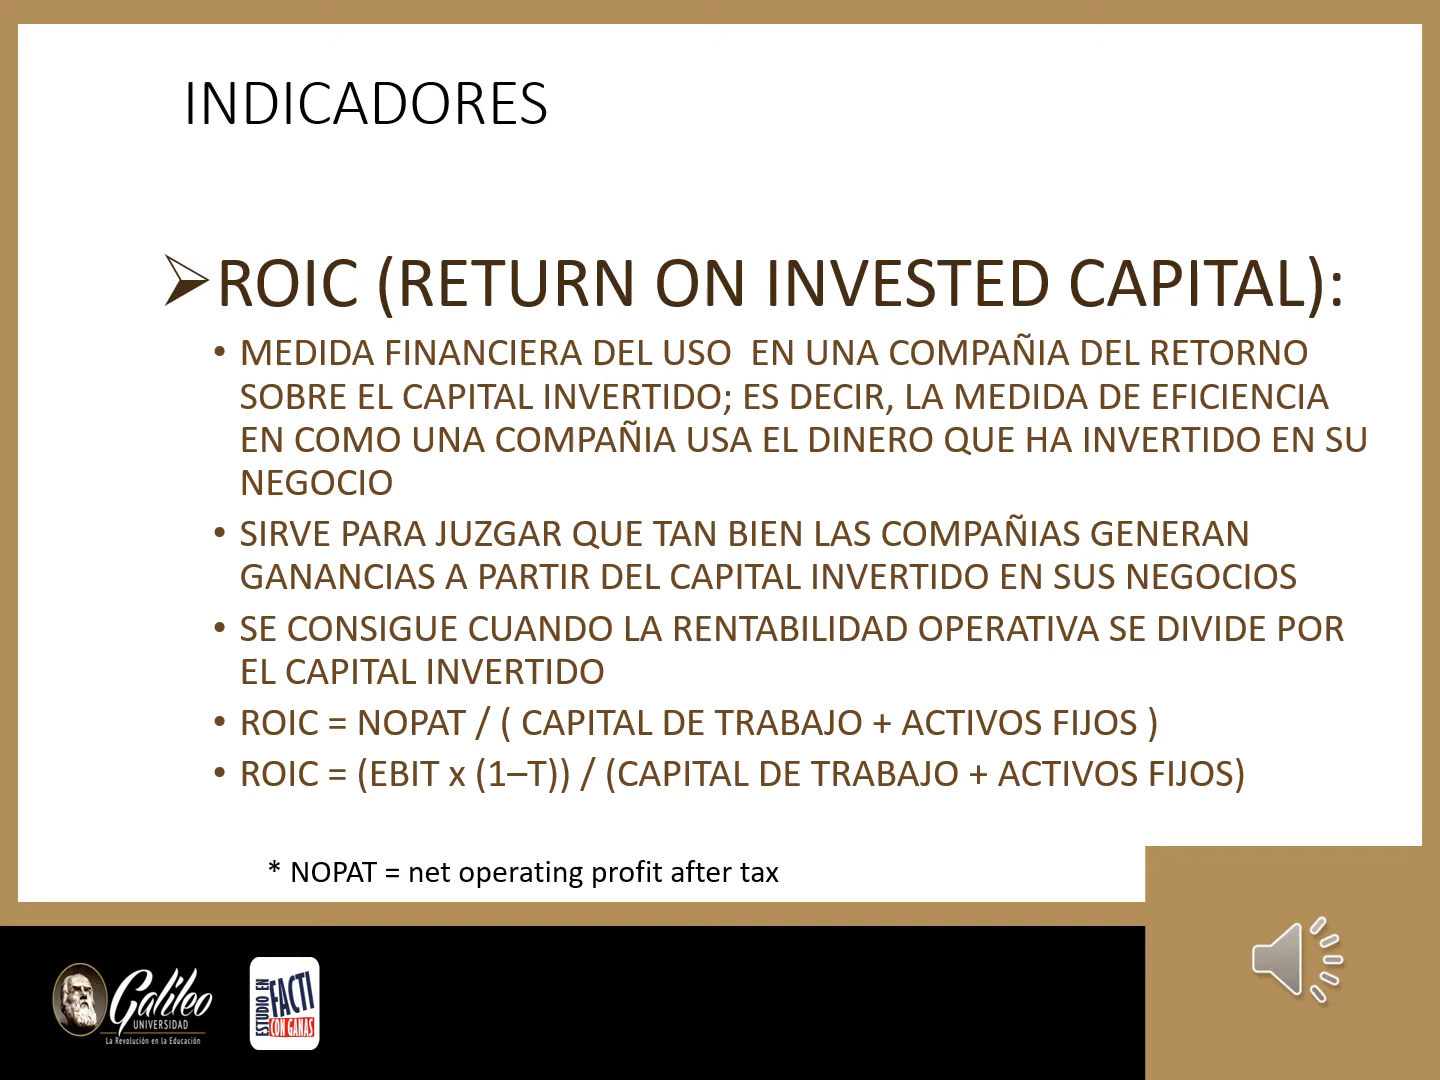 INDICADORES
➢ROIC (RETURN ON INVESTED CAPITAL):
• MEDIDA FINANCIERA DEL USO  EN UNA COMPAÑIA DEL RETORNO
SOBRE EL CAPITAL INVERTIDO; ES DECIR, LA MEDIDA DE EFICIENCIA
EN COMO UNA COMPAÑIA USA EL DINERO QUE HA INVERTIDO EN SU
NEGOCIO
• SIRVE PARA JUZGAR QUE TAN BIEN LAS COMPAÑIAS GENERAN
GANANCIAS A PARTIR DEL CAPITAL INVERTIDO EN SUS NEGOCIOS
• SE CONSIGUE CUANDO LA RENTABILIDAD OPERATIVA SE DIVIDE POR
EL CAPITAL INVERTIDO
• ROIC = NOPAT / ( CAPITAL DE TRABAJO + ACTIVOS FIJOS )
• ROIC = (EBIT x (1–T)) / (CAPITAL DE TRABAJO + ACTIVOS FIJOS)
* NOPAT = net operating profit after tax
Galileo
UNIVERSIDAD
La Revolución en la Educación
ESTUDIO EN
FACTI
CON GANAS